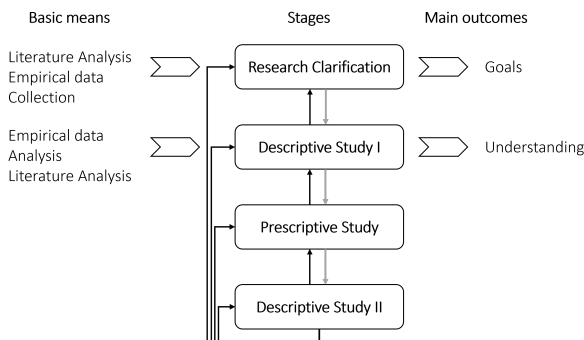 Basic means
Stages
Main outcomes
Literature Analysis
Empirical data
Collection
Research Clarification
Goals
Empirical data
Analysis
Literature Analysis
Descriptive Study I
Understanding
Prescriptive Study
Descriptive Study II